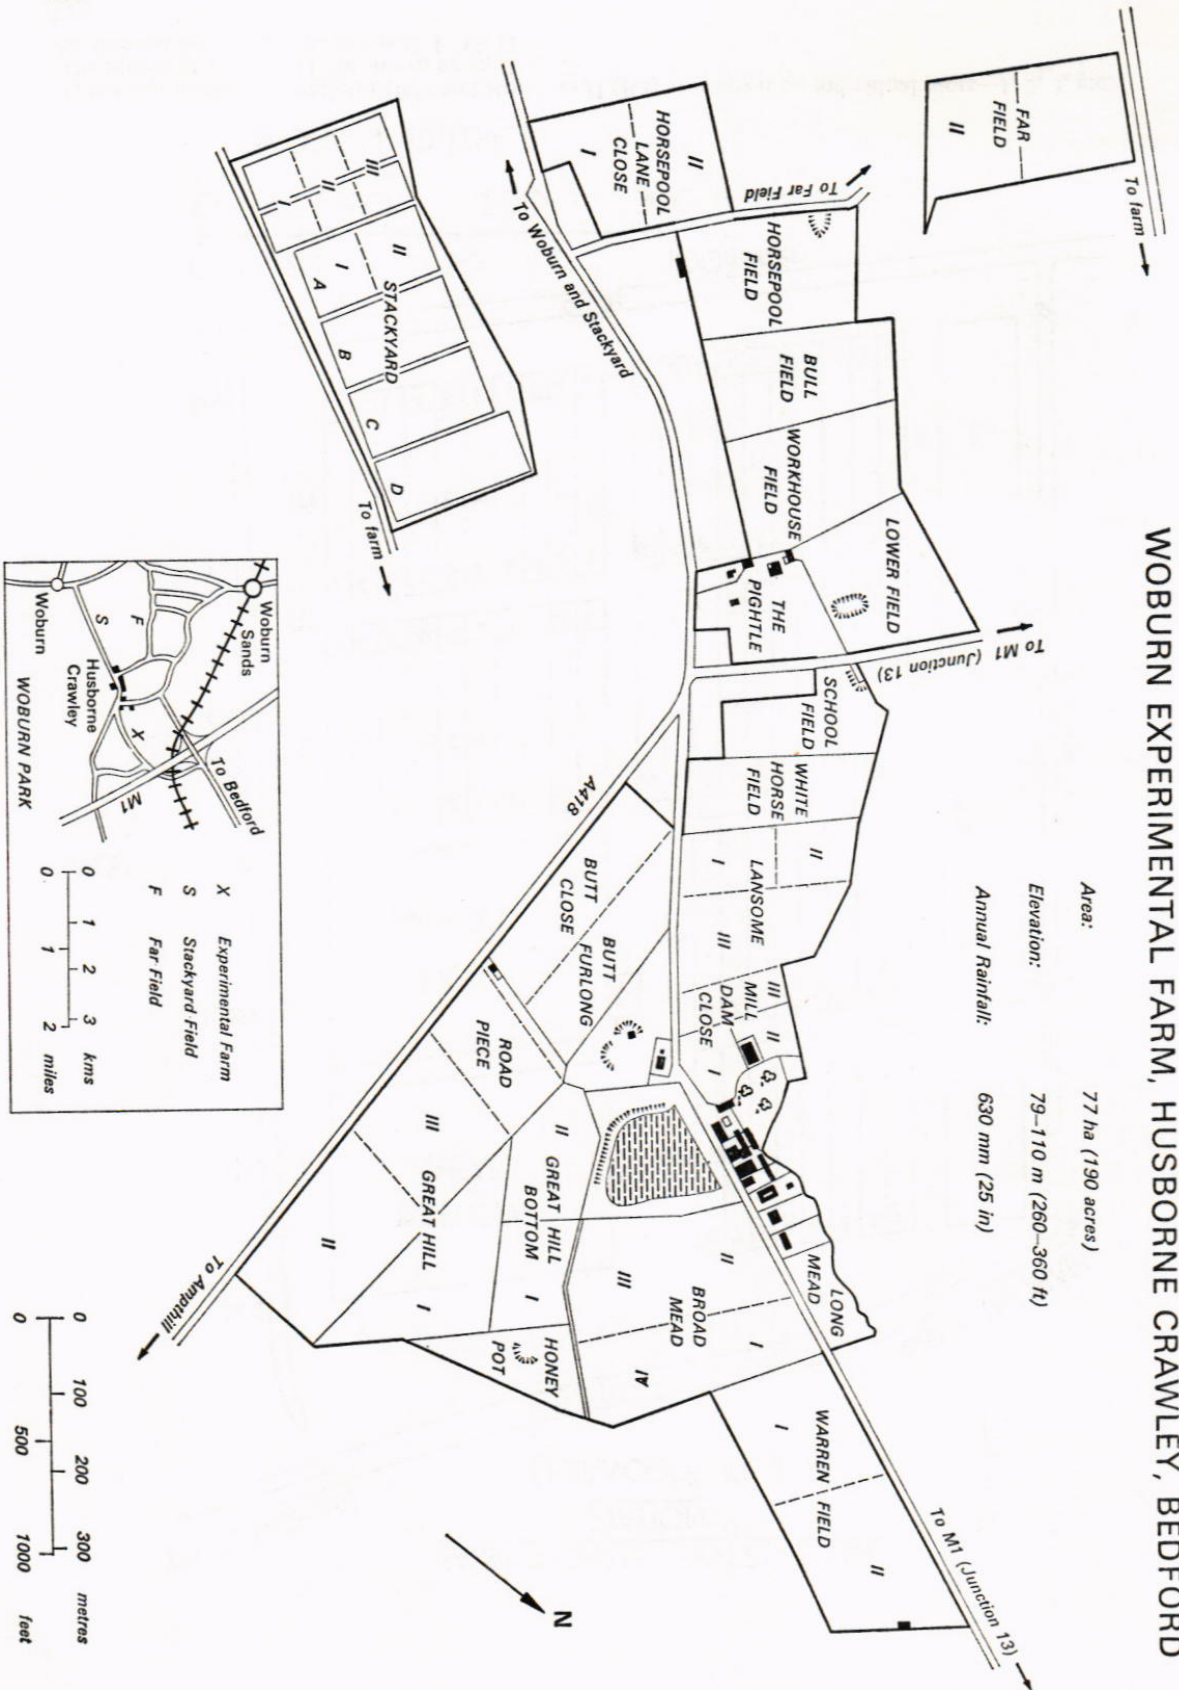 WOBURN EXPERIMENTAL FARM, HUSBORNE CRAWLEY, BEDFORD
Area: 77 ha (190 acres)
Elevation: 79–110 m (260–360 ft)
Annual Rainfall: 630 mm (25 in)
To farm
FAR
FIELD
II
To Far Field
HORSEPOOL
LANE
CLOSE
I
II
HORSEPOOL
FIELD
BULL
FIELD
WORKHOUSE
FIELD
LOWER FIELD
THE
PIGHTLE
To M1 (Junction 13)
SCHOOL
FIELD
WHITE
HORSE
FIELD
LANSOME
I
II
III
MILL
DAM
CLOSE
III
II
I
LONG
MEAD
To M1 (Junction 13)
WARREN FIELD
I
II
BROAD
MEAD
I
II
III
IV
HONEY
POT
GREAT HILL
BOTTOM
II
I
GREAT HILL
III
II
I
ROAD
PIECE
BUTT
FURLONG
BUTT
CLOSE
A418
To Ampthill
To Woburn and Stackyard
STACKYARD
III
II
I
II
I
A
B
C
D
To farm
Woburn
Sands
To Bedford
F
S
X
Husborne
Crawley
Woburn
M1
WOBURN PARK
X Experimental Farm
S Stackyard Field
F Far Field
0 1 2 3 kms
0 1 2 miles
N
0 100 200 300 metres
0 500 1000 feet